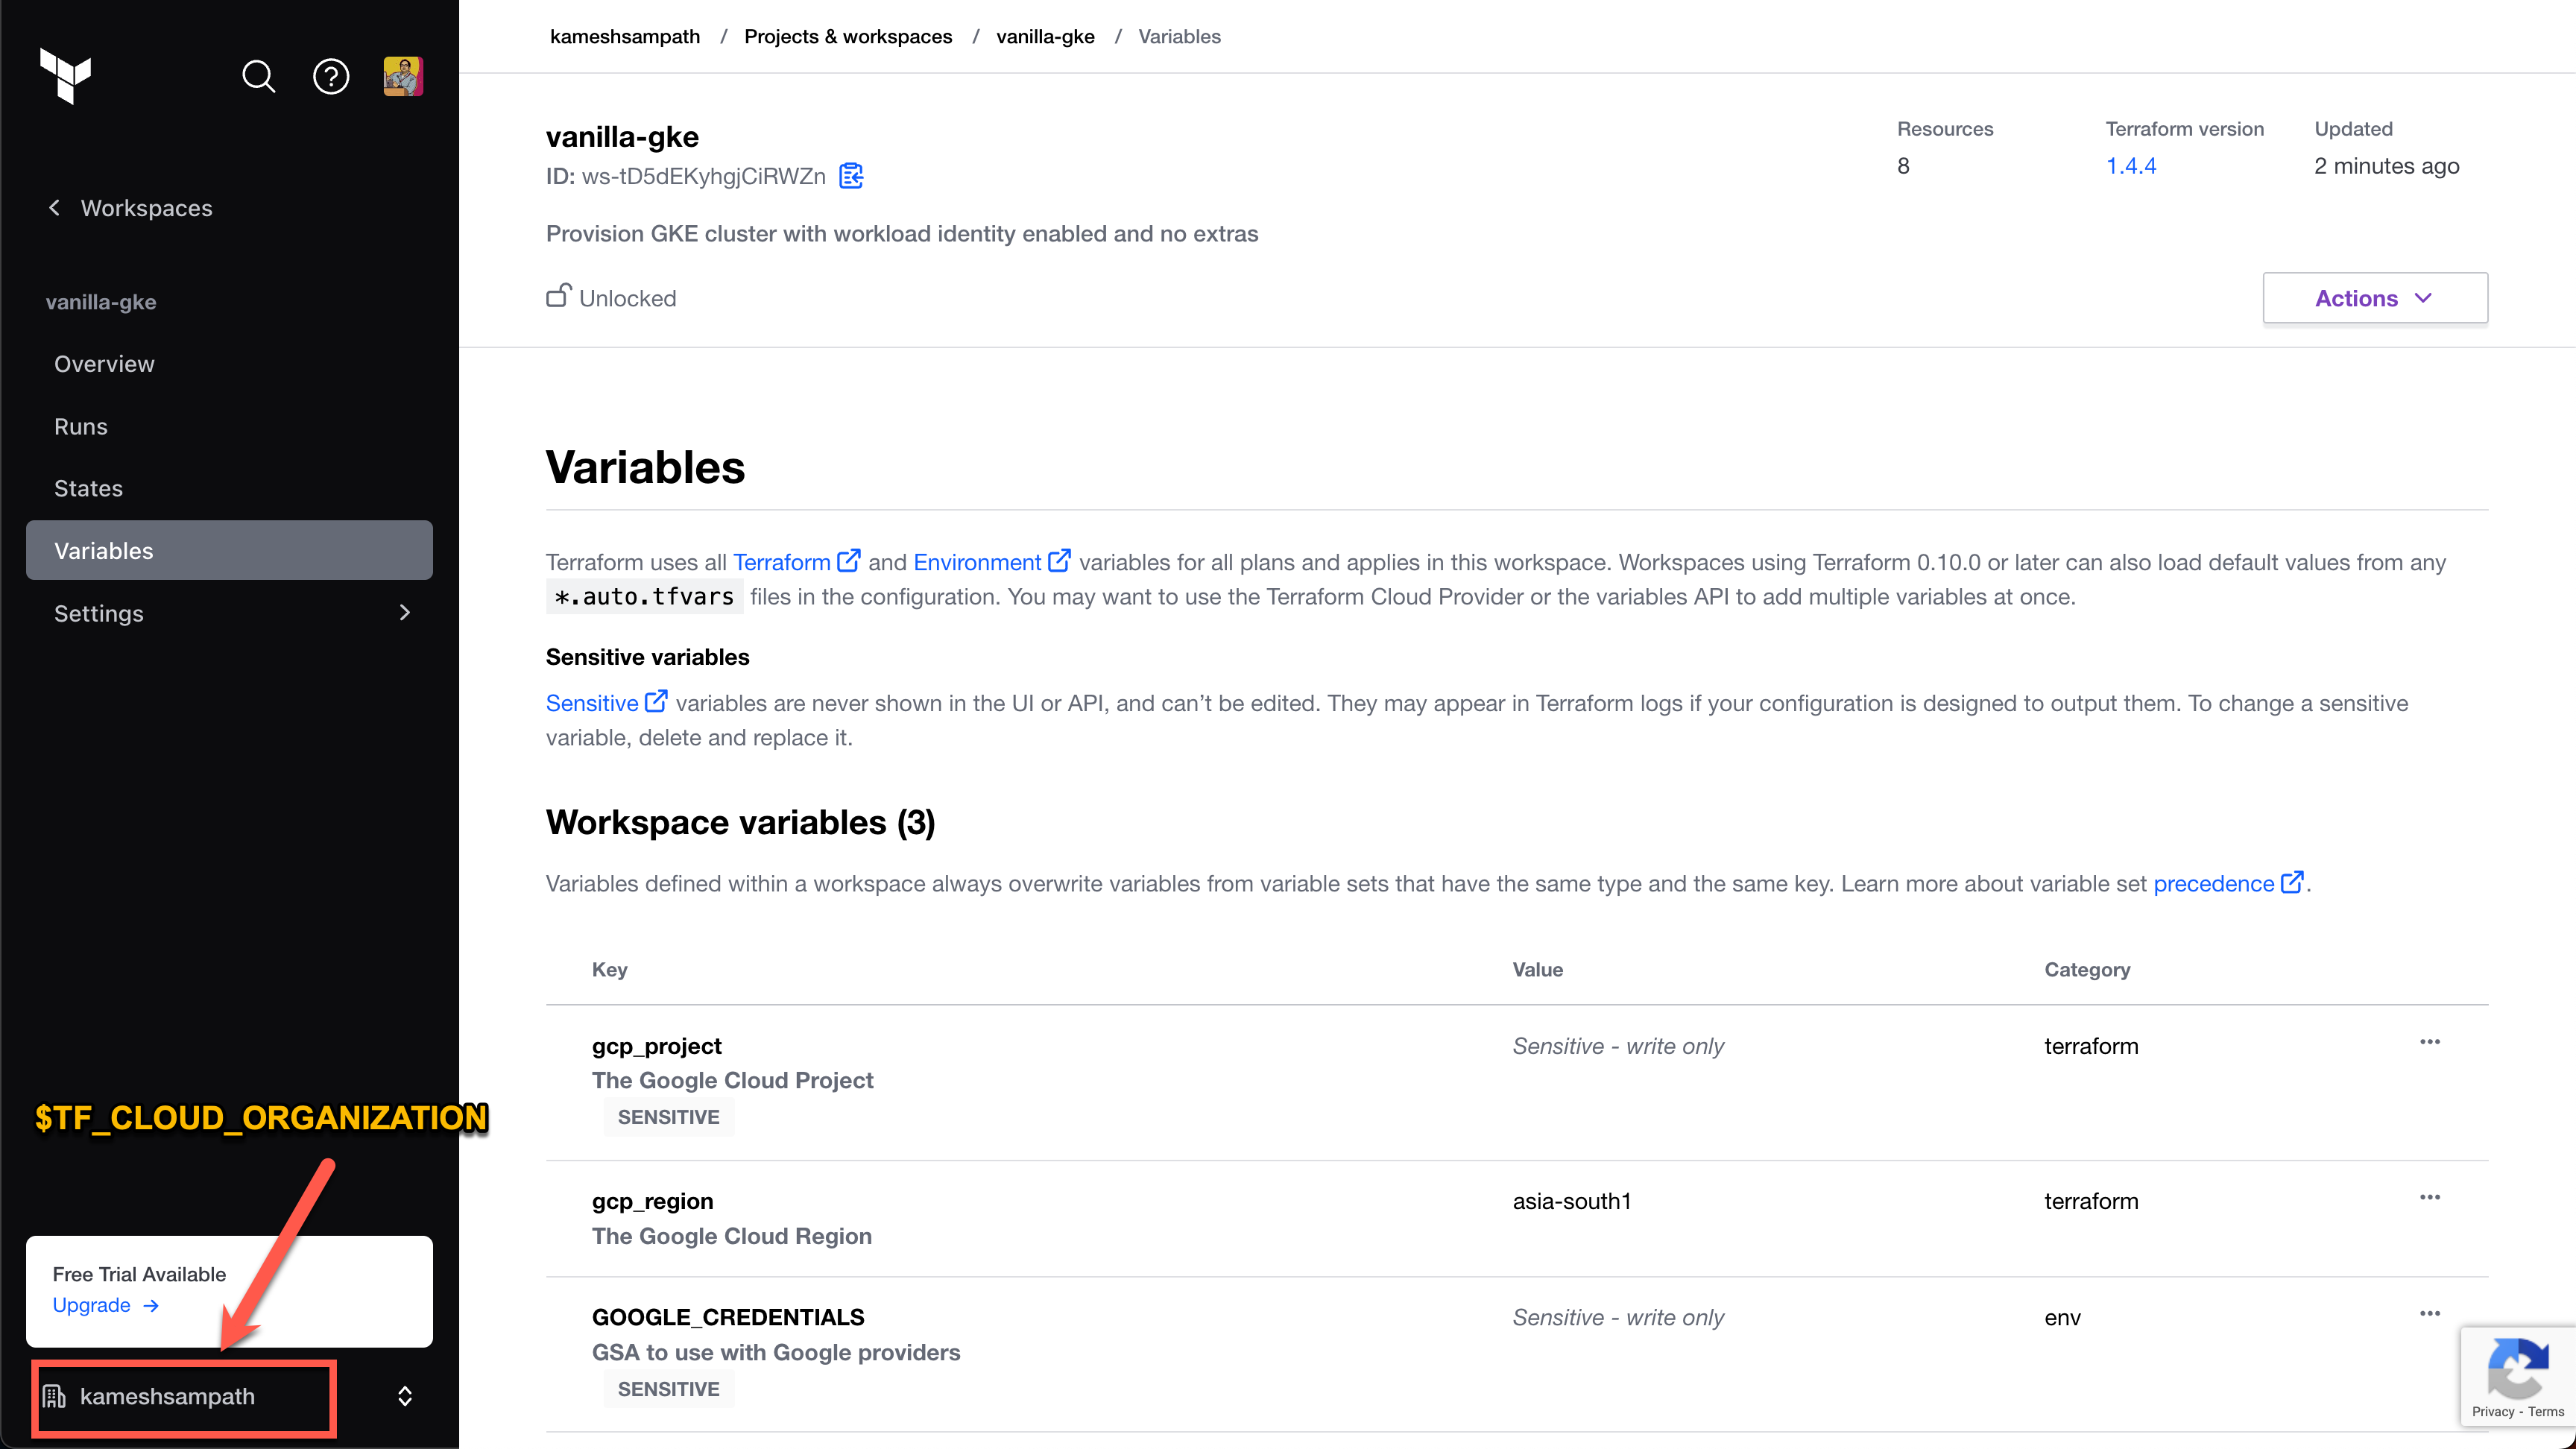 kameshsampath / Projects & workspaces / vanilla-gke / Variables
Workspaces
vanilla-gke
Overview
Runs
States
Variables
Settings
$TF_CLOUD_ORGANIZATION
Free Trial Available
Upgrade →
kameshsampath
vanilla-gke
ID: ws-tD5dEKyhgjCiRWZn
Provision GKE cluster with workload identity enabled and no extras
Unlocked
Resources
8
Terraform version
1.4.4
Updated
2 minutes ago
Actions
Variables
Terraform uses all Terraform and Environment variables for all plans and applies in this workspace. Workspaces using Terraform 0.10.0 or later can also load default values from any
*.auto.tfvars files in the configuration. You may want to use the Terraform Cloud Provider or the variables API to add multiple variables at once.
Sensitive variables
Sensitive variables are never shown in the UI or API, and can’t be edited. They may appear in Terraform logs if your configuration is designed to output them. To change a sensitive
variable, delete and replace it.
Workspace variables (3)
Variables defined within a workspace always overwrite variables from variable sets that have the same type and the same key. Learn more about variable set precedence.
Key Value Category
gcp_project Sensitive - write only terraform
The Google Cloud Project
SENSITIVE
gcp_region asia-south1 terraform
The Google Cloud Region
GOOGLE_CREDENTIALS Sensitive - write only env
GSA to use with Google providers
SENSITIVE
Privacy - Terms